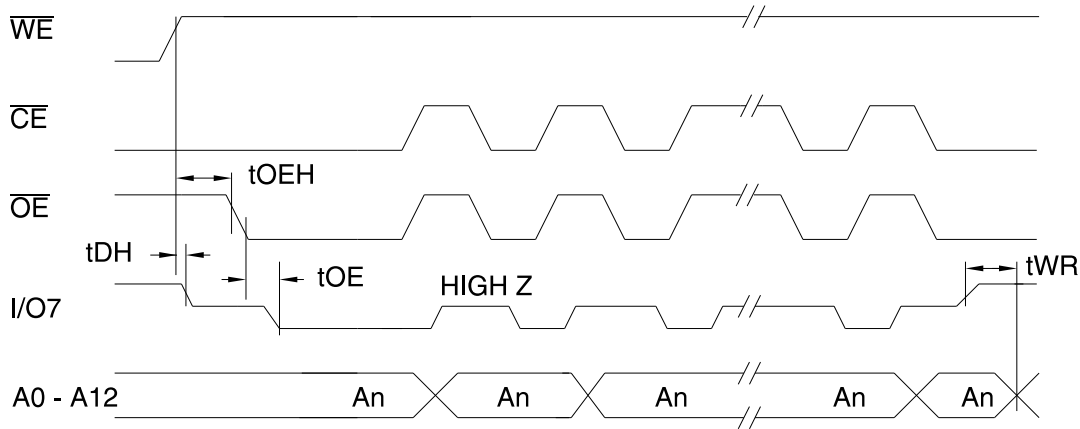 WE
CE
tOEH
OE
tDH
tOE
tWR
HIGH Z
I/O7
A0 - A12 An An An An An